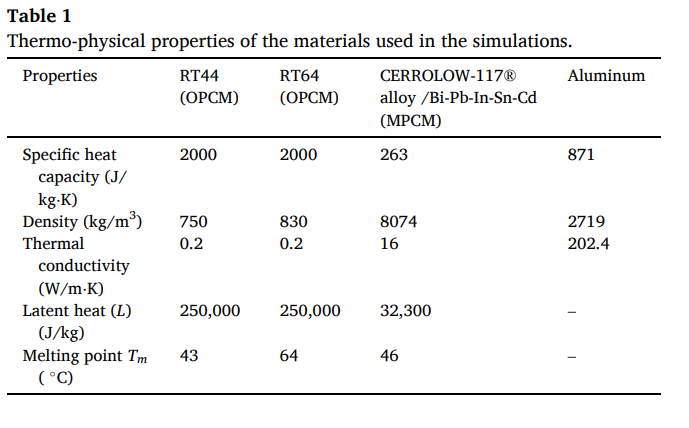 Table 1
Thermo-physical properties of the materials used in the simulations.
Properties RT44 RT64 CERROLOW-117® Aluminum
(OPCM) (OPCM) alloy /Bi-Pb-In-Sn-Cd
(MPCM)
Specific heat 2000 2000 263 871
capacity (J/
kg·K)
Density (kg/m³) 750 830 8074 2719
Thermal 0.2 0.2 16 202.4
conductivity
(W/m·K)
Latent heat (L) 250,000 250,000 32,300 –
(J/kg)
Melting point Tm 43 64 46 –
( °C)